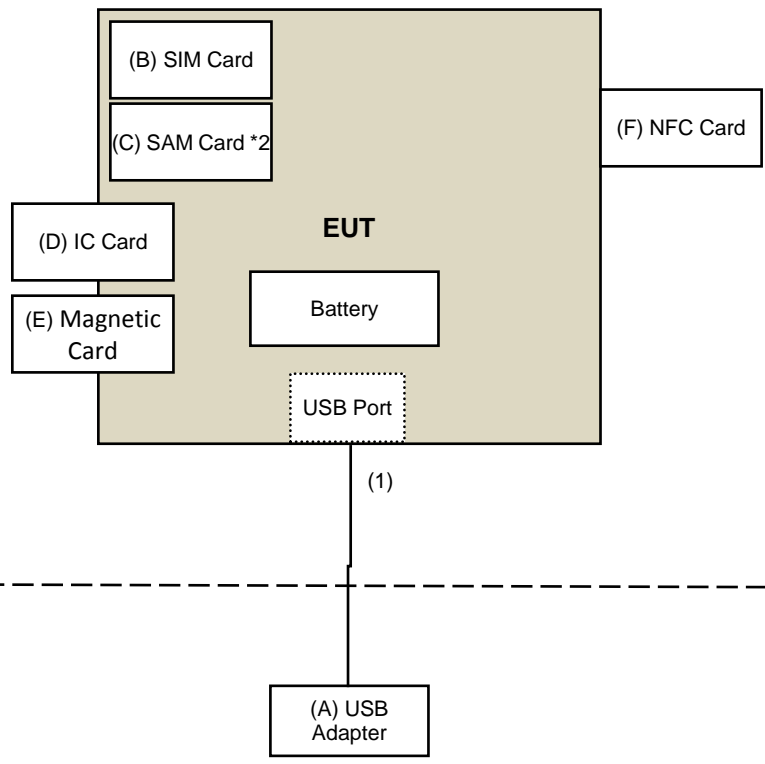 (B) SIM Card
(C) SAM Card *2
(F) NFC Card
(D) IC Card
EUT
(E) Magnetic
Card
Battery
USB Port
(1)
(A) USB
Adapter